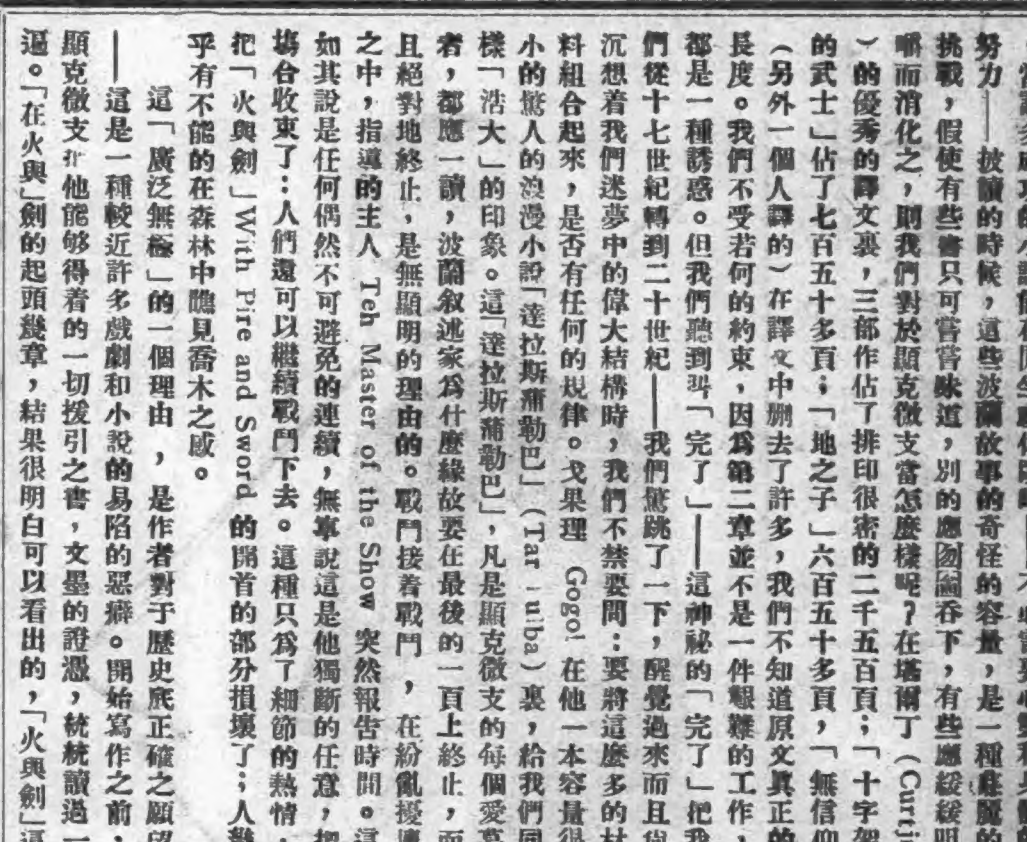 努力——披讀的時候，這些波蘭故事的奇怪的容量，是一種
挑戰，假使有些書只可嘗嘗味道，別的應囫圇吞下，有些應緩緩咀
嚼而消化之，則我們對於顯克微支當怎麼樣呢？在塔爾丁（Curti
）的優秀的譯文裏，三部作佔了排印很密的二千五百頁；「十字架
的武士」佔了七百五十多頁；「地之子」六百五十多頁，「無信仰
（另外一個人譯的）在譯文中刪去了許多，我們不知道原文真正的
長度。我們不受若何的約束，因爲第二章並不是一件艱難的工作，
都是一種誘惑。但我們聽到叫「完了」——這神祕的「完了」把我
們從十七世紀轉到二十世紀——我們驚跳了一下，醒覺過來而且尙
沉想着我們迷夢中的偉大結構時，我們不禁要問：要將這麼多的材
料組合起來，是否有任何的規律。戈果理 Gogol 在他一本容量很
小的驚人的浪漫小說「達拉斯蒲勒巴」（Tar -ulba）裏，給我們同
樣「浩大」的印象。這「達拉斯蒲勒巴」，凡是顯克微支的每個愛慕
者，都應一讀，波蘭叙述家爲什麼緣故要在最後的一頁上終止，而
且絕對地終止，是無顯明的理由的。戰鬥接着戰鬥，在紛亂擾攘
之中，指導的主人 Teh Master of the Show 突然報告時間。這
如其說是任何偶然不可避免的連續，無寧說這是他獨斷的任意，把
塲台收束了：人們還可以繼續戰鬥下去。這種只爲了細節的熱情，
把「火與劍」With Fire and Sword 的開首的部分損壞了；人幾
乎有不能的在森林中瞧見喬木之感。
這「廣泛無極」的一個理由，是作者對于歷史底正確之願望
——這是一種較近許多戲劇和小說的易陷的惡癖。開始寫作之前，
顯克微支把他能够得着的一切援引之書，文墨的證憑，統統讀過一
遍。「在火與」劍的起頭幾章，結果很明白可以看出的，「火與劍」這